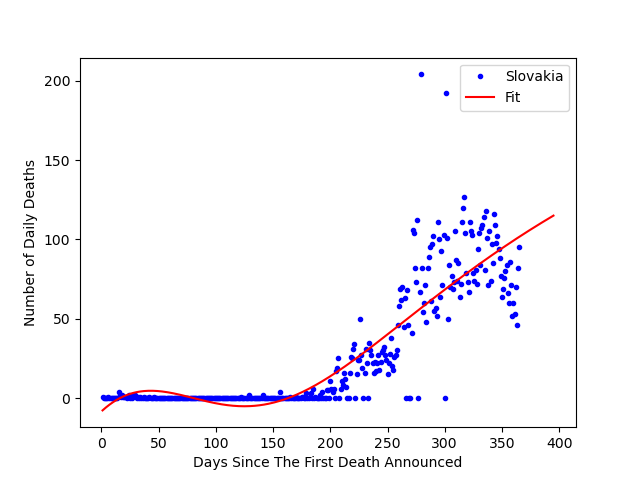 Slovakia
Fit
Number of Daily Deaths
200
150
100
50
0
0 50 100 150 200 250 300 350 400
Days Since The First Death Announced